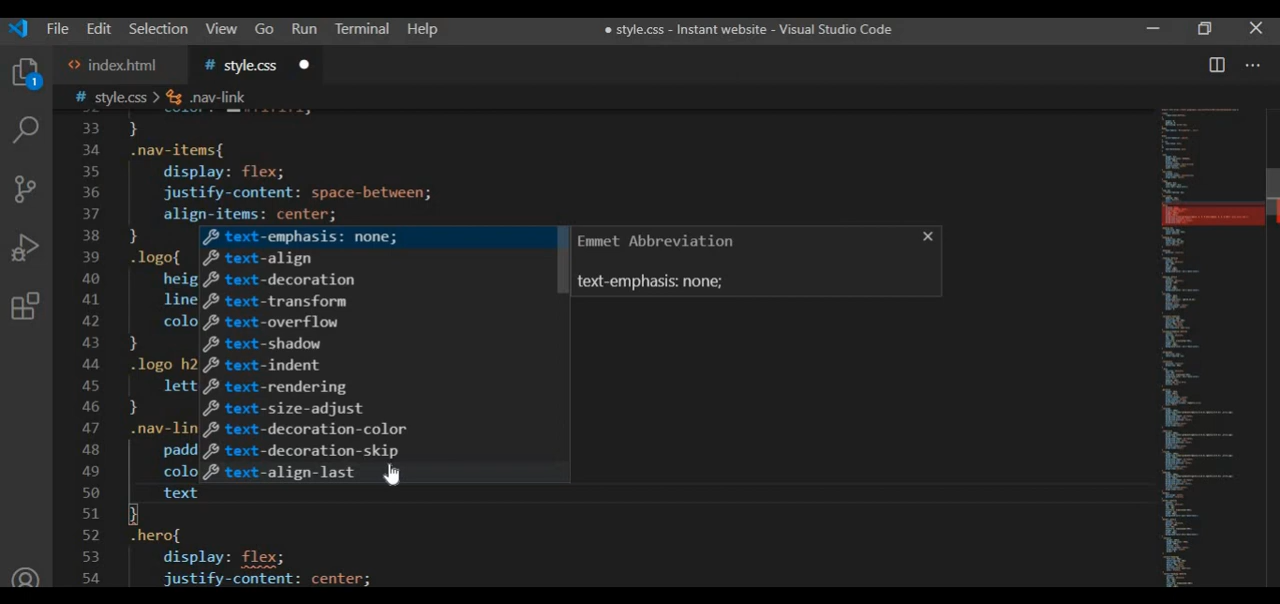 File Edit Selection View Go Run Terminal Help ● style.css - Instant website - Visual Studio Code
<> index.html # style.css ●
1
# style.css > .nav-link
33 }
34 .nav-items{
35 display: flex;
36 justify-content: space-between;
37 align-items: center;
38 }
text-emphasis: none;
Emmet Abbreviation
39 .logo{
text-align
40 heig
text-decoration
text-emphasis: none;
41 line
text-transform
42 colo
text-overflow
43 }
text-shadow
44 .logo h2
text-indent
45 lett
text-rendering
46 }
text-size-adjust
47 .nav-lin
text-decoration-color
48 padd
text-decoration-skip
49 colo
text-align-last
50 text
51 }
52 .hero{
53 display: flex;
54 justify-content: center;